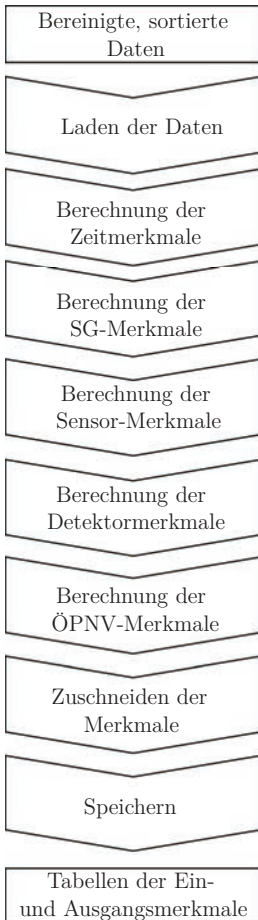 Bereinigte, sortierte
Daten
Laden der Daten
Berechnung der
Zeitmerkmale
Berechnung der
SG-Merkmale
Berechnung der
Sensor-Merkmale
Berechnung der
Detektormerkmale
Berechnung der
ÖPNV-Merkmale
Zuschneiden der
Merkmale
Speichern
Tabellen der Ein-
und Ausgangsmerkmale